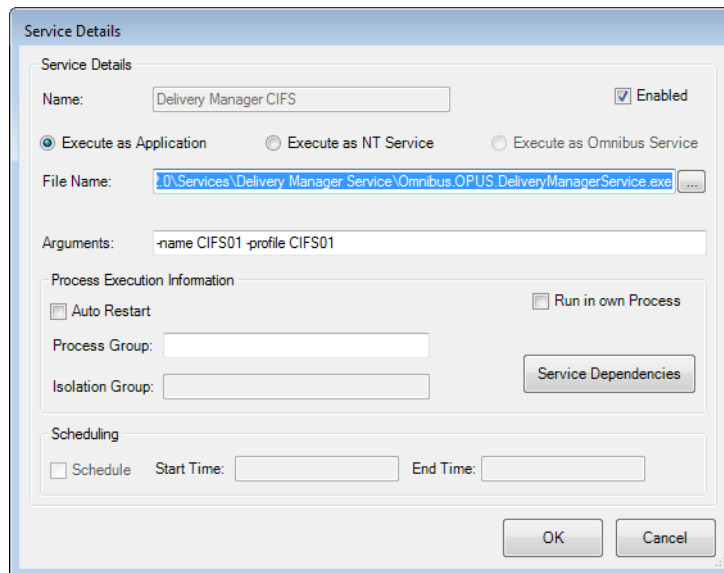 Service Details
Service Details
Name: Delivery Manager CIFS Enabled
Execute as Application Execute as NT Service Execute as Omnibus Service
File Name: 2.0\Services\Delivery Manager Service\Omnibus.OPUS.DeliveryManagerService.exe ...
Arguments: -name CIFS01 -profile CIFS01
Process Execution Information
Auto Restart Run in own Process
Process Group:
Service Dependencies
Isolation Group:
Scheduling
Schedule Start Time: End Time:
OK Cancel